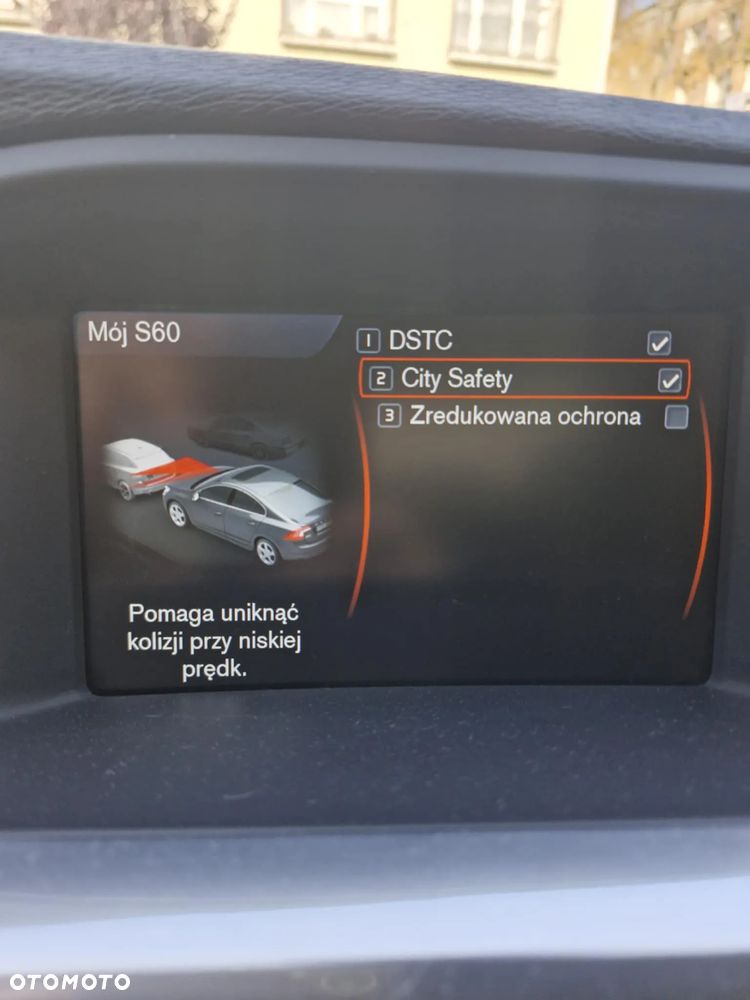 Mój S60
1 DSTC
2 City Safety
3 Zredukowana ochrona
Pomaga uniknąć
kolizji przy niskiej
prędk.
OTOMOTO